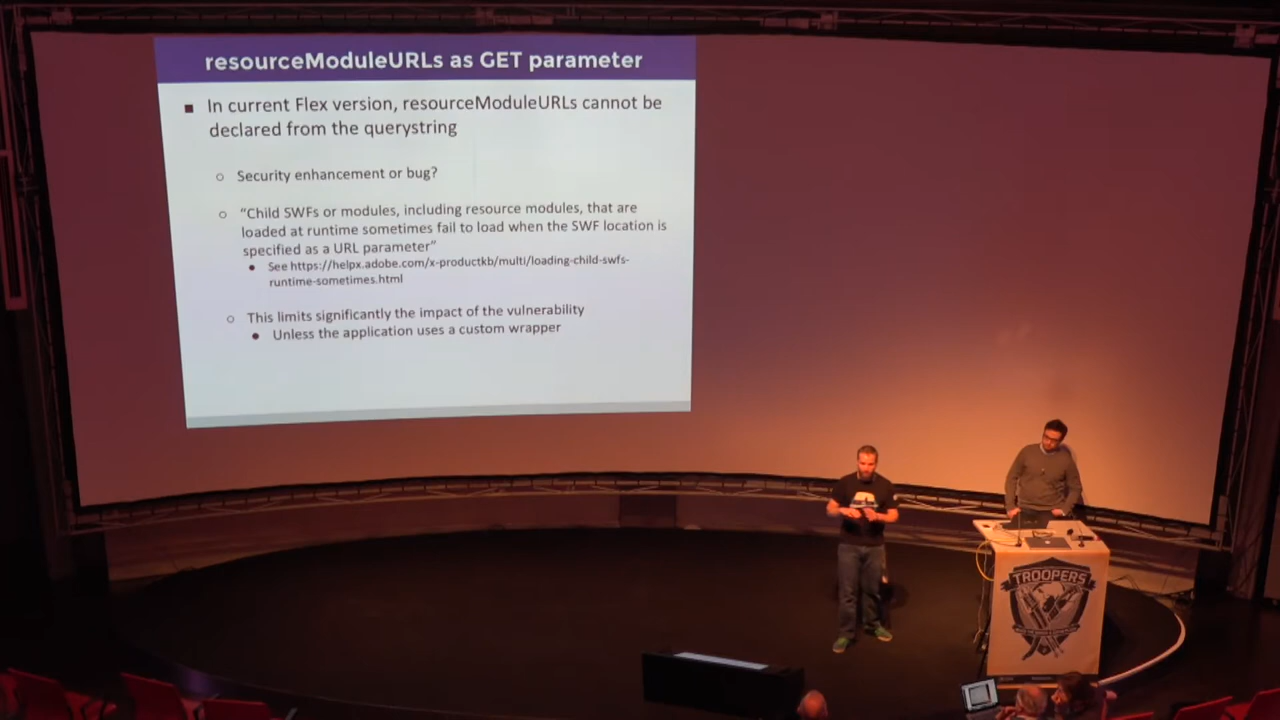 resourceModuleURLs as GET parameter
In current Flex version, resourceModuleURLs cannot be
declared from the querystring
Security enhancement or bug?
“Child SWFs or modules, including resource modules, that are
loaded at runtime sometimes fail to load when the SWF location is
specified as a URL parameter”
See https://helpx.adobe.com/x-productkb/multi/loading-child-swfs-
runtime-sometimes.html
This limits significantly the impact of the vulnerability
Unless the application uses a custom wrapper
TROOPERS